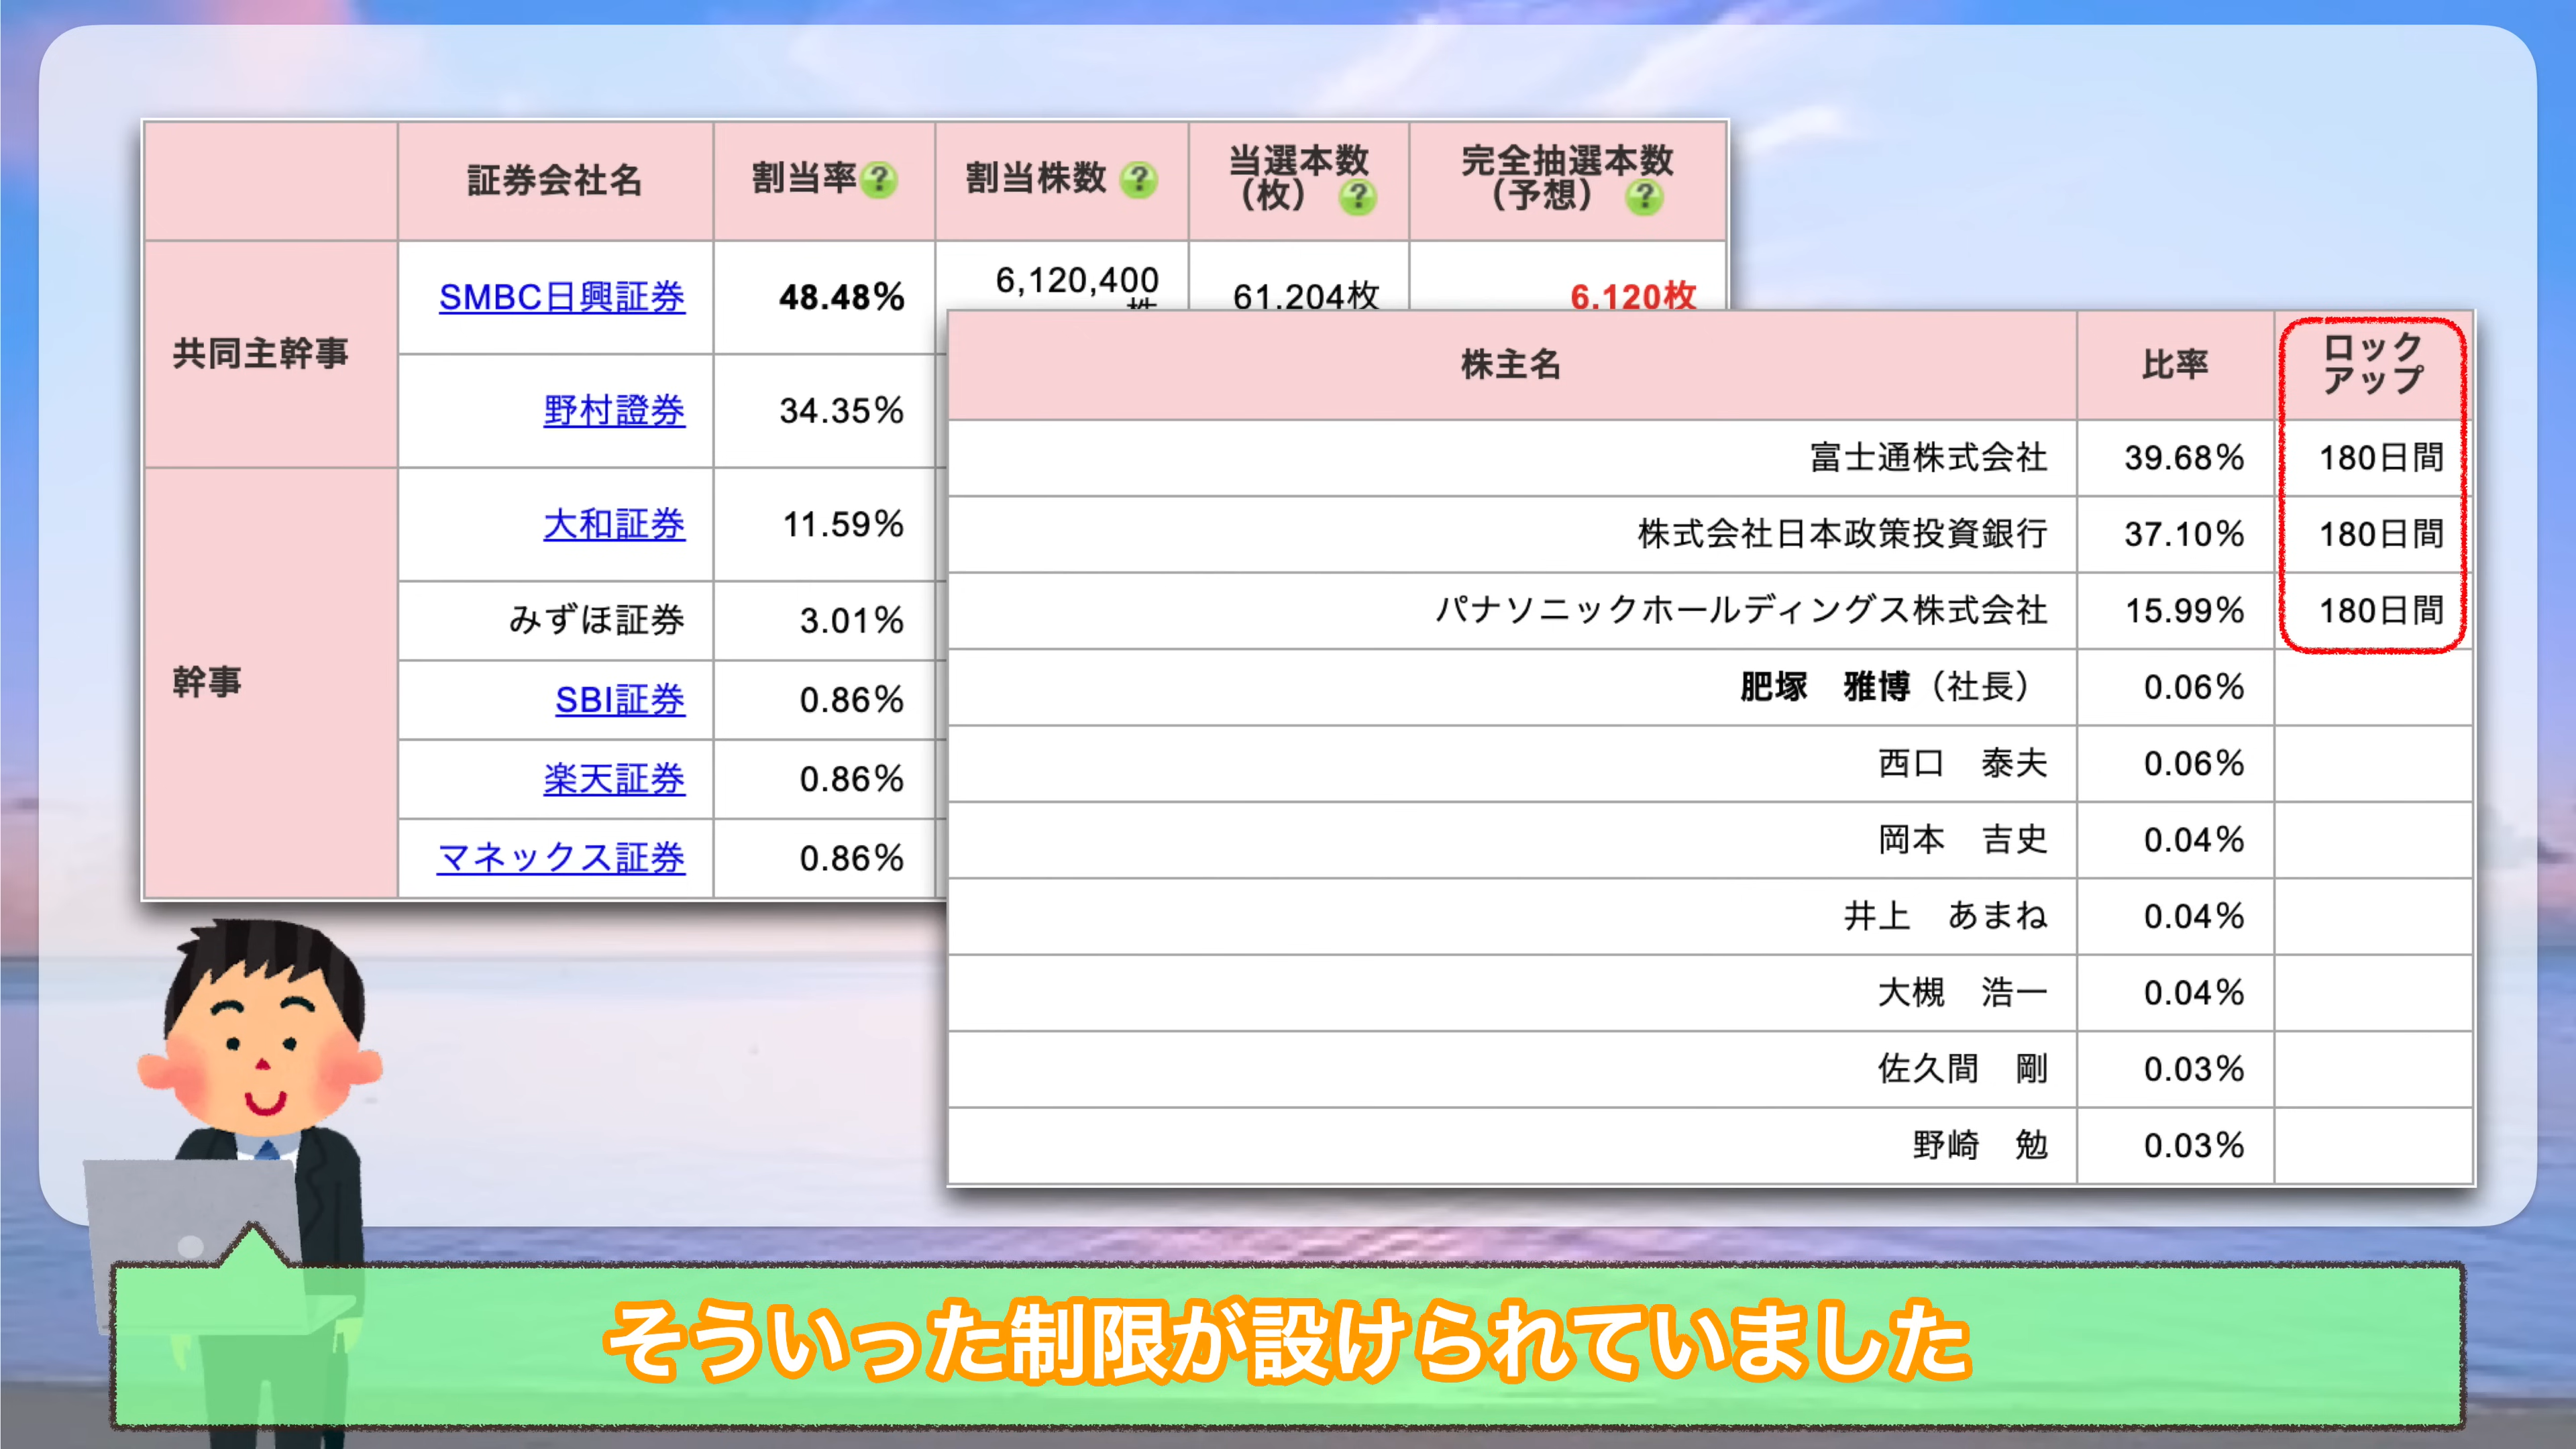 証券会社名 割当率? 割当株数 ? 当選本数（枚） ? 完全抽選本数（予想） ?
共同主幹事
SMBC日興証券 48.48% 6,120,400 61,204枚 6,120枚
野村證券 34.35%
幹事
大和証券 11.59%
みずほ証券 3.01%
SBI証券 0.86%
楽天証券 0.86%
マネックス証券 0.86%
株主名 比率 ロックアップ
富士通株式会社 39.68% 180日間
株式会社日本政策投資銀行 37.10% 180日間
パナソニックホールディングス株式会社 15.99% 180日間
肥塚　雅博（社長） 0.06%
西口　泰夫 0.06%
岡本　吉史 0.04%
井上　あまね 0.04%
大槻　浩一 0.04%
佐久間　剛 0.03%
野崎　勉 0.03%
そういった制限が設けられていました